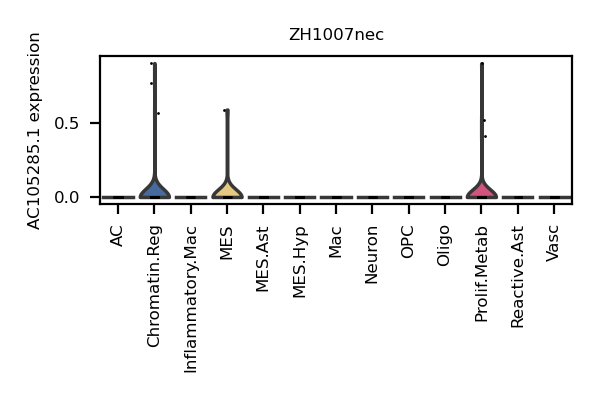 ZH1007nec
AC105285.1 expression
0.5
0.0
AC
Chromatin.Reg
Inflammatory.Mac
MES
MES.Ast
MES.Hyp
Mac
Neuron
OPC
Oligo
Prolif.Metab
Reactive.Ast
Vasc